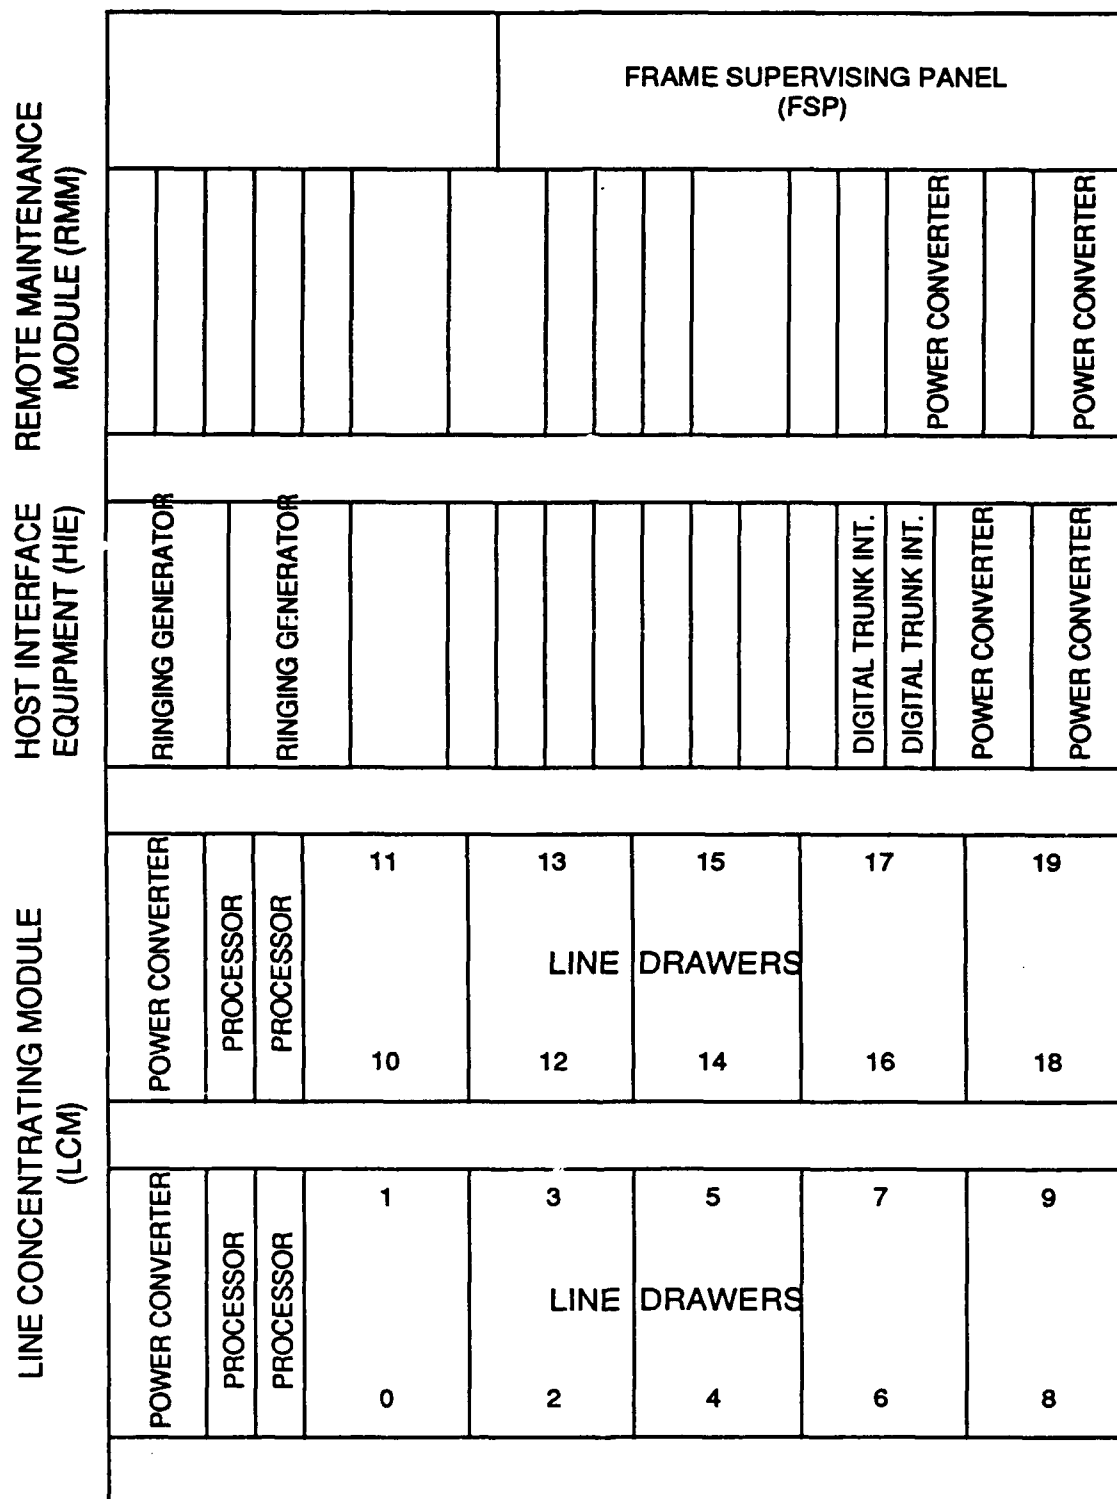 FRAME SUPERVISING PANEL
(FSP)
REMOTE MAINTENANCE
MODULE (RMM)
POWER CONVERTER
POWER CONVERTER
HOST INTERFACE
EQUIPMENT (HIE)
RINGING GENERATOR
RINGING GENERATOR
DIGITAL TRUNK INT.
DIGITAL TRUNK INT.
POWER CONVERTER
POWER CONVERTER
LINE CONCENTRATING MODULE
(LCM)
POWER CONVERTER
PROCESSOR
PROCESSOR
11 13 15 17 19
LINE DRAWERS
10 12 14 16 18
POWER CONVERTER
PROCESSOR
PROCESSOR
1 3 5 7 9
LINE DRAWERS
0 2 4 6 8